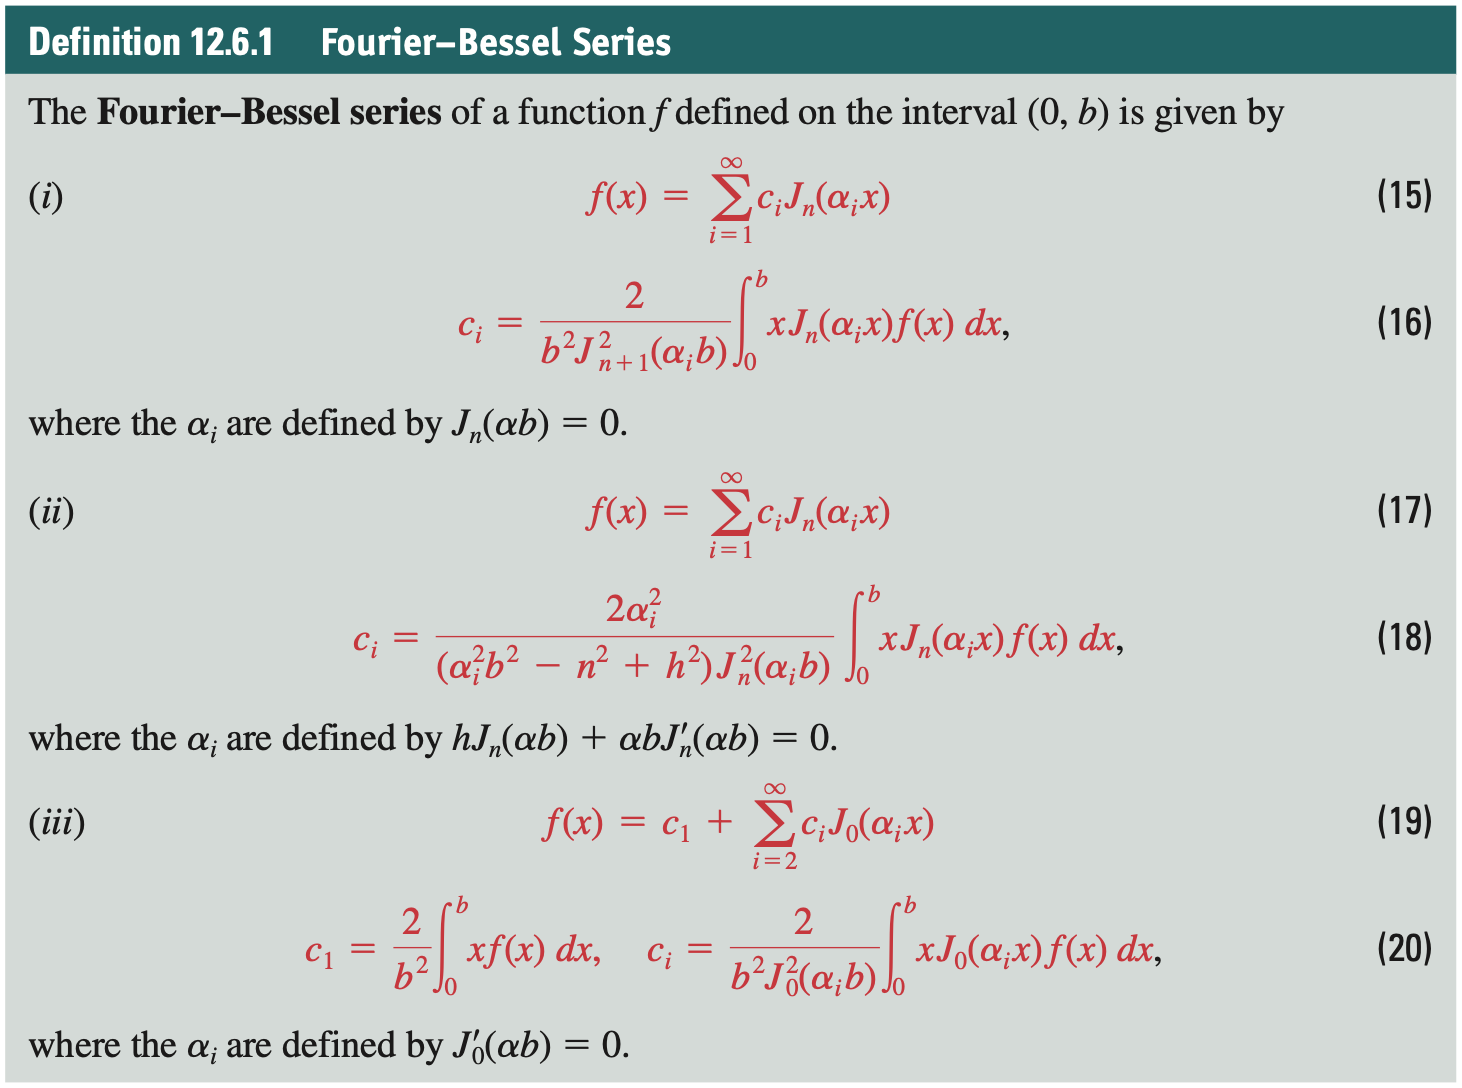 Definition 12.6.1 Fourier–Bessel Series
The Fourier–Bessel series of a function f defined on the interval (0, b) is given by
(i) $f(x) = \sum_{i=1}^{\infty} c_i J_n(\alpha_i x)$ (15)
$c_i = \frac{2}{b^2 J_{n+1}^2(\alpha_i b)} \int_0^b x J_n(\alpha_i x) f(x)\, dx,$ (16)
where the $\alpha_i$ are defined by $J_n(\alpha b) = 0$.
(ii) $f(x) = \sum_{i=1}^{\infty} c_i J_n(\alpha_i x)$ (17)
$c_i = \frac{2\alpha_i^2}{(\alpha_i^2 b^2 - n^2 + h^2) J_n^2(\alpha_i b)} \int_0^b x J_n(\alpha_i x) f(x)\, dx,$ (18)
where the $\alpha_i$ are defined by $h J_n(\alpha b) + \alpha b J_n'(\alpha b) = 0$.
(iii) $f(x) = c_1 + \sum_{i=2}^{\infty} c_i J_0(\alpha_i x)$ (19)
$c_1 = \frac{2}{b^2} \int_0^b x f(x)\, dx, \quad c_i = \frac{2}{b^2 J_0^2(\alpha_i b)} \int_0^b x J_0(\alpha_i x) f(x)\, dx,$ (20)
where the $\alpha_i$ are defined by $J_0'(\alpha b) = 0$.